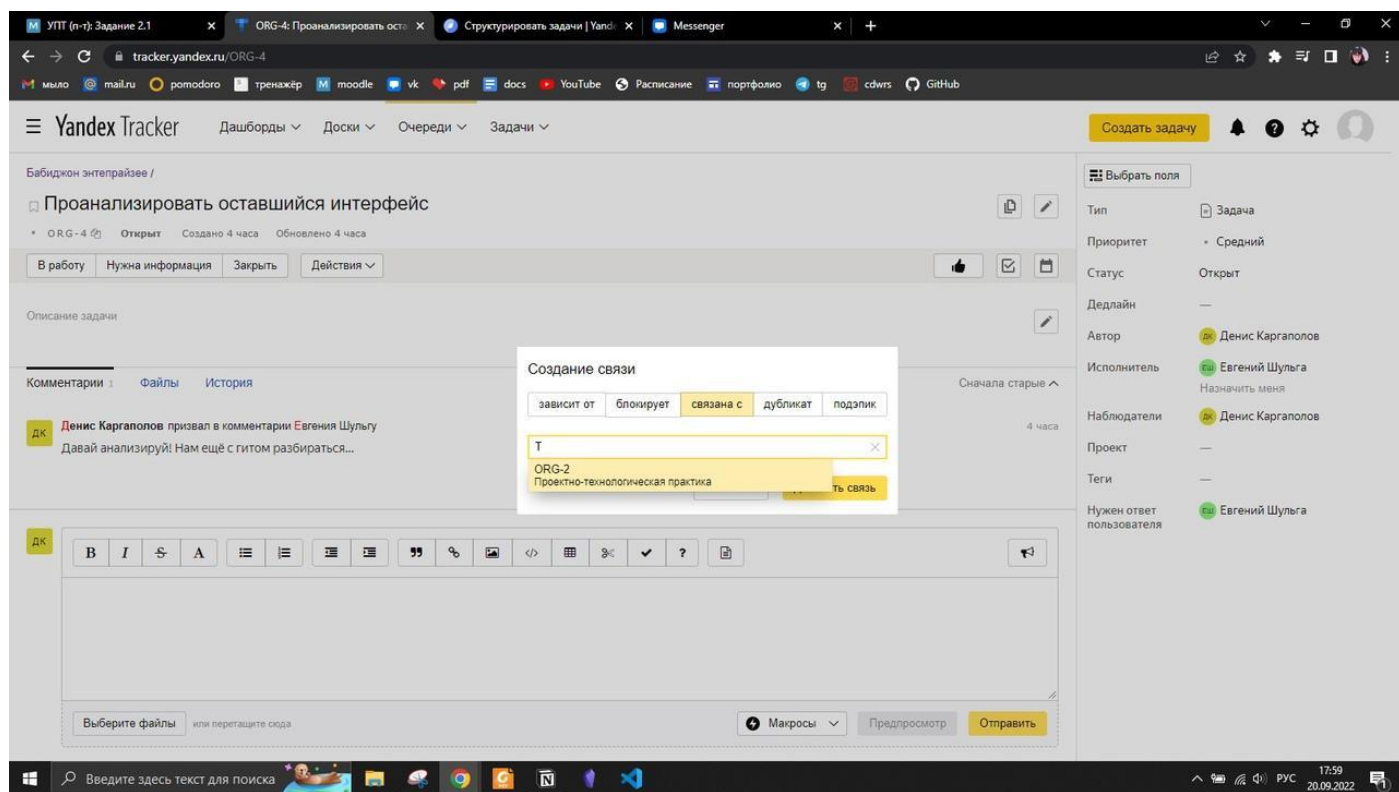 УПТ (п-т): Задание 2.1
ORG-4: Проанализировать оста
Структурировать задачи | Yand
Messenger
tracker.yandex.ru/ORG-4
мыло mail.ru pomodoro тренажёр moodle vk pdf docs YouTube Расписание портфолио tg cdwrs GitHub
Yandex Tracker Дашборды Доски Очереди Задачи Создать задачу
Бабиджон энтепрайзее /
Проанализировать оставшийся интерфейс
ORG-4 Открыт Создано 4 часа Обновлено 4 часа
В работу Нужна информация Закрыть Действия
Описание задачи
Комментарии 1 Файлы История Сначала старые
ДК
Денис Каргаполов призвал в комментарии Евгения Шульгу 4 часа
Давай анализируй! Нам ещё с гитом разбираться...
Создание связи
зависит от блокирует связана с дубликат подэпик
Т
ORG-2
Проектно-технологическая практика
ть связь
ДК
B I S A
Выберите файлы или перетащите сюда Макросы Предпросмотр Отправить
Выбрать поля
Тип Задача
Приоритет Средний
Статус Открыт
Дедлайн —
Автор ДК Денис Каргаполов
Исполнитель ЕШ Евгений Шульга
Назначить меня
Наблюдатели ДК Денис Каргаполов
Проект —
Теги —
Нужен ответ ЕШ Евгений Шульга
пользователя
Введите здесь текст для поиска
РУС
17:59
20.09.2022